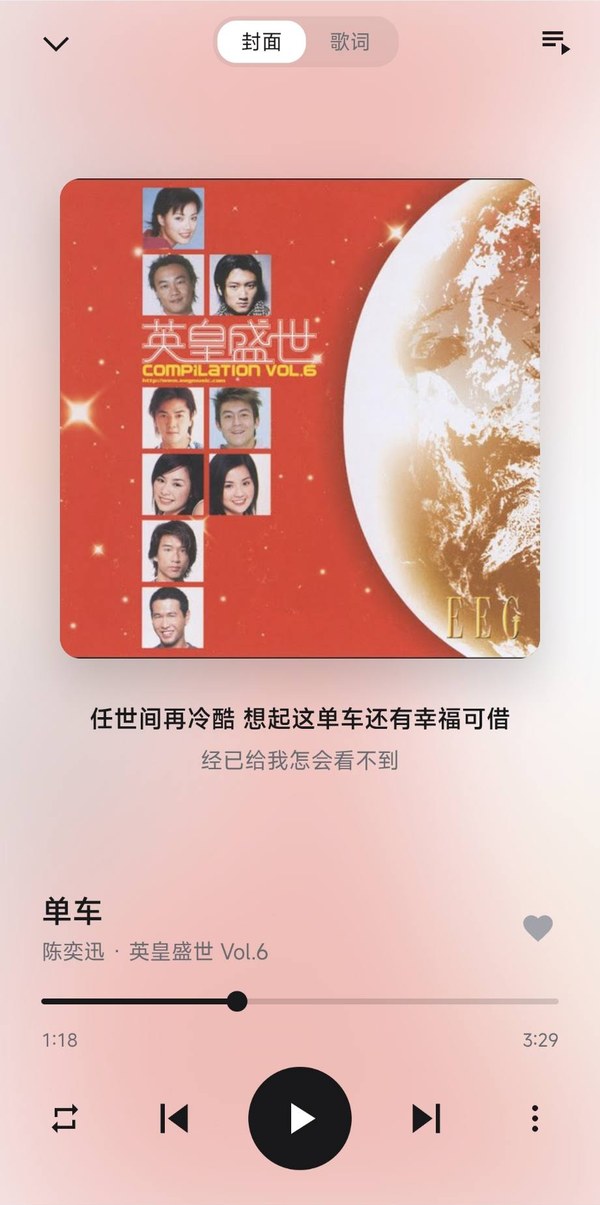 封面
歌词
英皇盛世
COMPILATION VOL.6
EEG
任世间再冷酷 想起这单车还有幸福可借
经已给我怎会看不到
单车
陈奕迅 · 英皇盛世 Vol.6
1:18
3:29